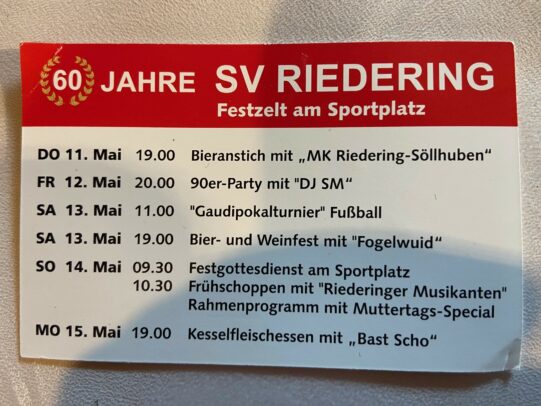 60 JAHRE SV RIEDERING
Festzelt am Sportplatz
DO 11. Mai 19.00 Bieranstich mit „MK Riedering-Söllhuben“
FR 12. Mai 20.00 90er-Party mit "DJ SM“
SA 13. Mai 11.00 "Gaudipokalturnier" Fußball
SA 13. Mai 19.00 Bier- und Weinfest mit "Fogelwuid“
SO 14. Mai 09.30 Festgottesdienst am Sportplatz
10.30 Frühschoppen mit "Riederinger Musikanten"
Rahmenprogramm mit Muttertags-Special
MO 15. Mai 19.00 Kesselfleischessen mit „Bast Scho“